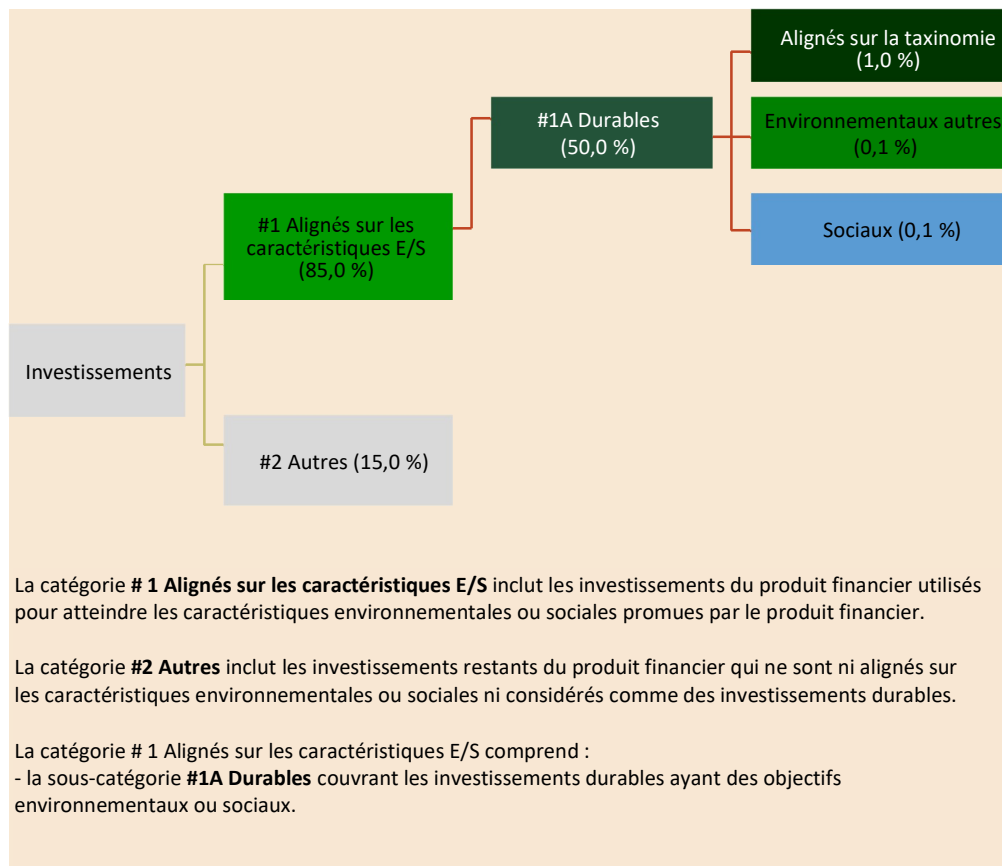 Alignés sur la taxinomie
(1,0 %)
#1A Durables
(50,0 %)
Environnementaux autres
(0,1 %)
#1 Alignés sur les
caractéristiques E/S
(85,0 %)
Sociaux (0,1 %)
Investissements
#2 Autres (15,0 %)
La catégorie # 1 Alignés sur les caractéristiques E/S inclut les investissements du produit financier utilisés
pour atteindre les caractéristiques environnementales ou sociales promues par le produit financier.
La catégorie #2 Autres inclut les investissements restants du produit financier qui ne sont ni alignés sur
les caractéristiques environnementales ou sociales ni considérés comme des investissements durables.
La catégorie # 1 Alignés sur les caractéristiques E/S comprend :
- la sous-catégorie #1A Durables couvrant les investissements durables ayant des objectifs
environnementaux ou sociaux.